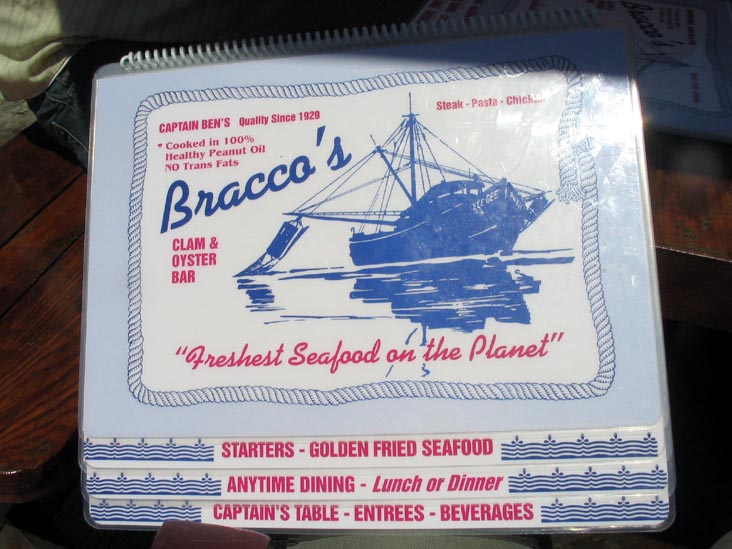 CAPTAIN BEN'S Quality Since 1929
Steak · Pasta · Chicken
Cooked in 100%
Healthy Peanut Oil
NO Trans Fats
Bracco's
CLAM &
OYSTER
BAR
"Freshest Seafood on the Planet"
STARTERS - GOLDEN FRIED SEAFOOD
ANYTIME DINING - Lunch or Dinner
CAPTAIN'S TABLE - ENTREES - BEVERAGES
Bracco's